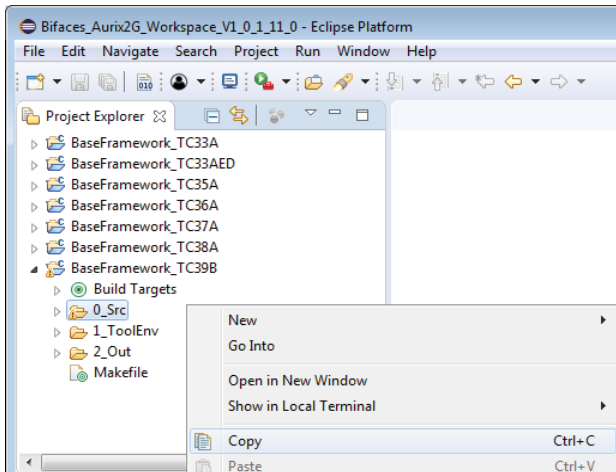 Bifaces_Aurix2G_Workspace_V1_0_1_11_0 - Eclipse Platform
File Edit Navigate Search Project Run Window Help
010
Project Explorer
BaseFramework_TC33A
BaseFramework_TC33AED
BaseFramework_TC35A
BaseFramework_TC36A
BaseFramework_TC37A
BaseFramework_TC38A
BaseFramework_TC39B
Build Targets
0_Src
1_ToolEnv
2_Out
Makefile
New
Go Into
Open in New Window
Show in Local Terminal
Copy Ctrl+C
Paste Ctrl+V